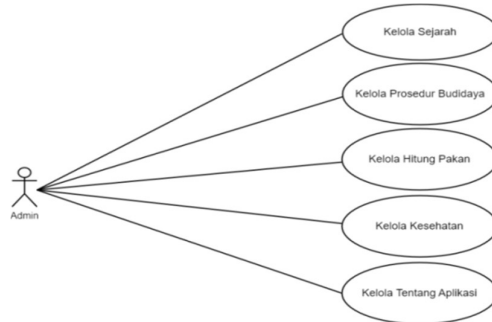 Kelola Sejarah
Kelola Prosedur Budidaya
Kelola Hitung Pakan
Admin
Kelola Kesehatan
Kelola Tentang Aplikasi